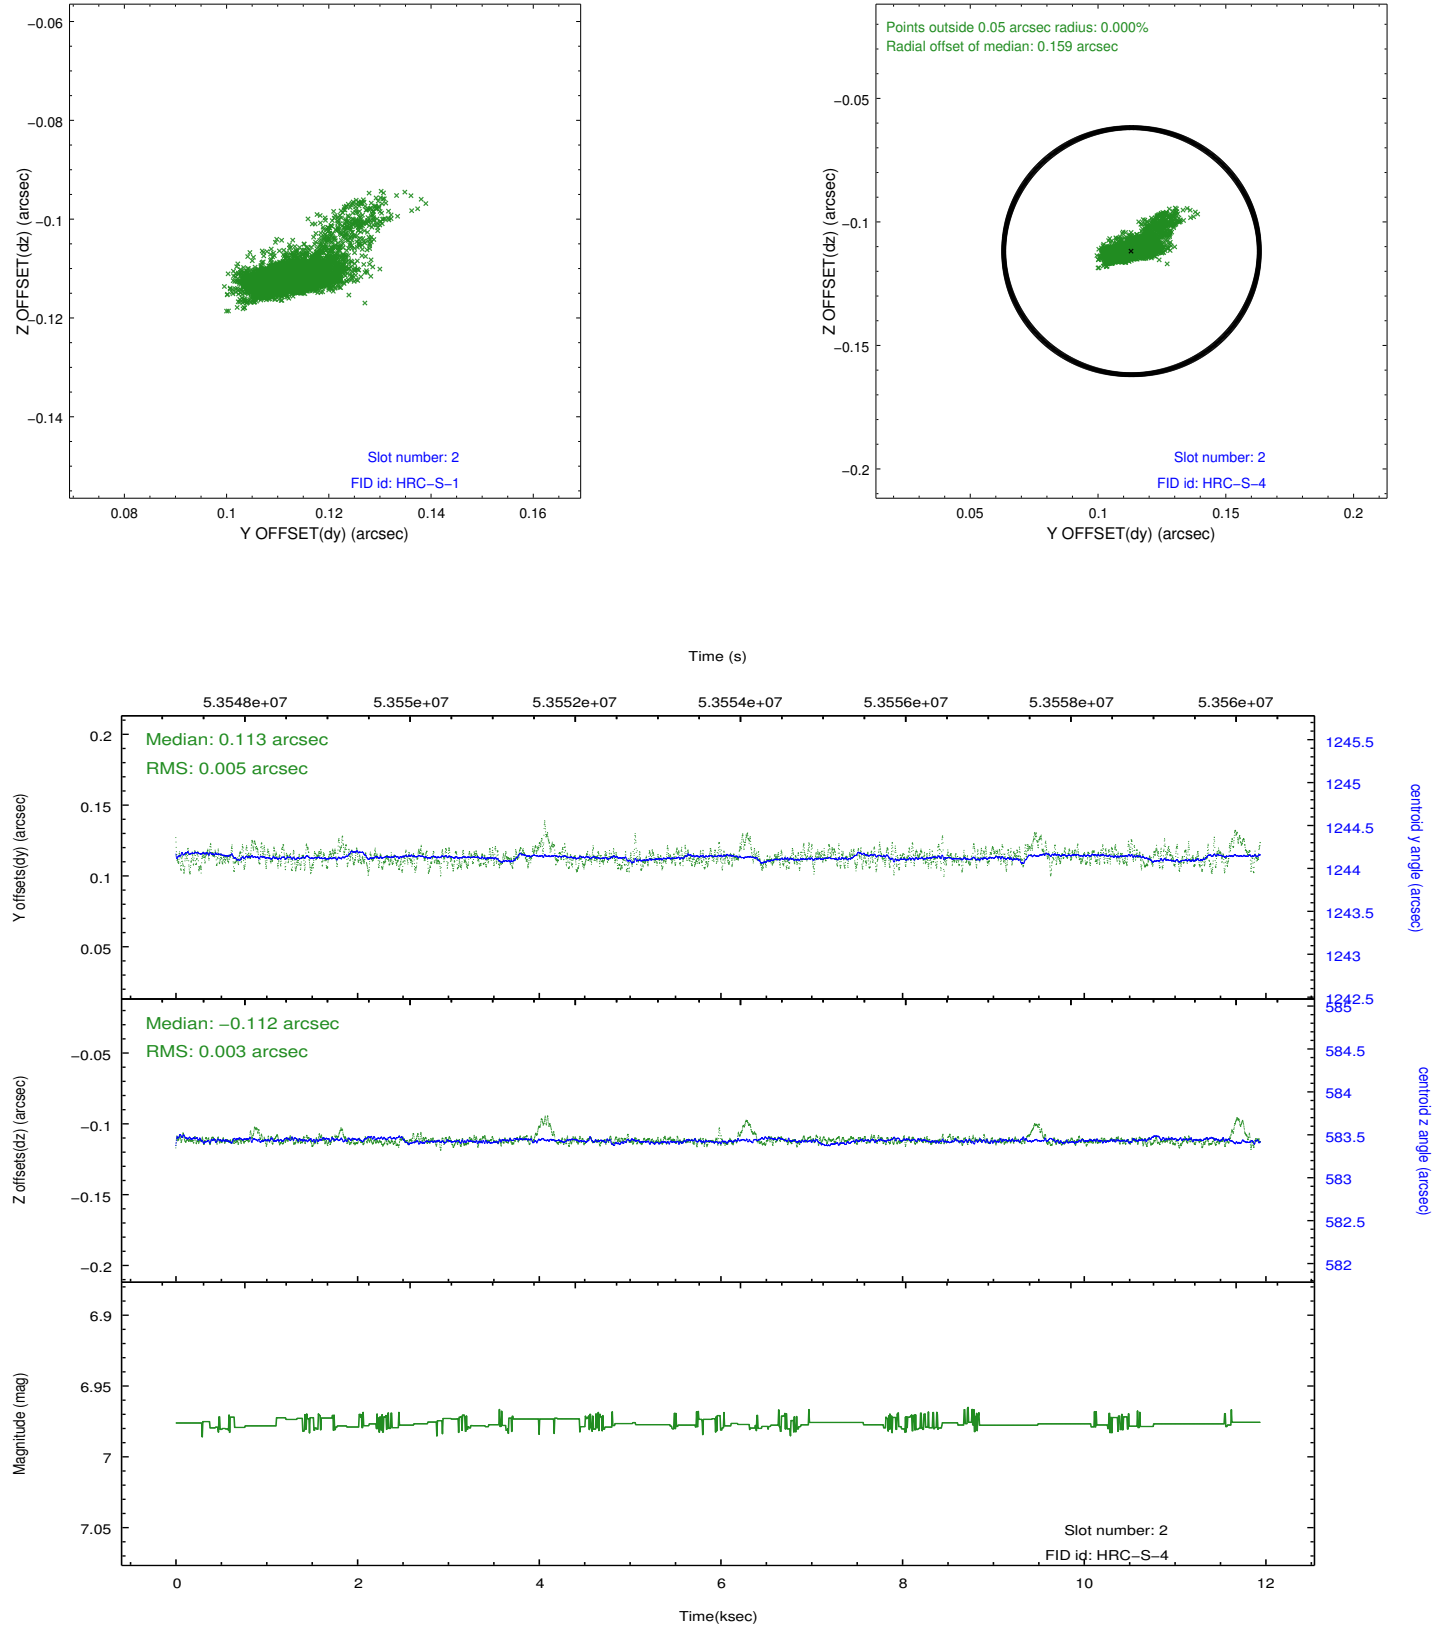 −0.06
−0.08
−0.1
−0.12
−0.14
Z OFFSET(dz) (arcsec)
Slot number: 2
FID id: HRC−S−1
0.08
0.1
0.12
0.14
0.16
Y OFFSET(dy) (arcsec)
Points outside 0.05 arcsec radius: 0.000%
Radial offset of median: 0.159 arcsec
−0.05
−0.1
−0.15
−0.2
Z OFFSET(dz) (arcsec)
Slot number: 2
FID id: HRC−S−4
0.05
0.1
0.15
0.2
Y OFFSET(dy) (arcsec)
Time (s)
5.3548e+07
5.355e+07
5.3552e+07
5.3554e+07
5.3556e+07
5.3558e+07
5.356e+07
Median: 0.113 arcsec
RMS: 0.005 arcsec
0.2
0.15
0.1
0.05
Y offsets(dy) (arcsec)
1245.5
1245
1244.5
1244
1243.5
1243
1242.5
centroid y angle (arcsec)
Median: −0.112 arcsec
RMS: 0.003 arcsec
−0.05
−0.1
−0.15
−0.2
Z offsets(dz) (arcsec)
585
584.5
584
583.5
583
582.5
582
centroid z angle (arcsec)
6.9
6.95
7
7.05
Magnitude (mag)
Slot number: 2
FID id: HRC−S−4
0
2
4
6
8
10
12
Time(ksec)